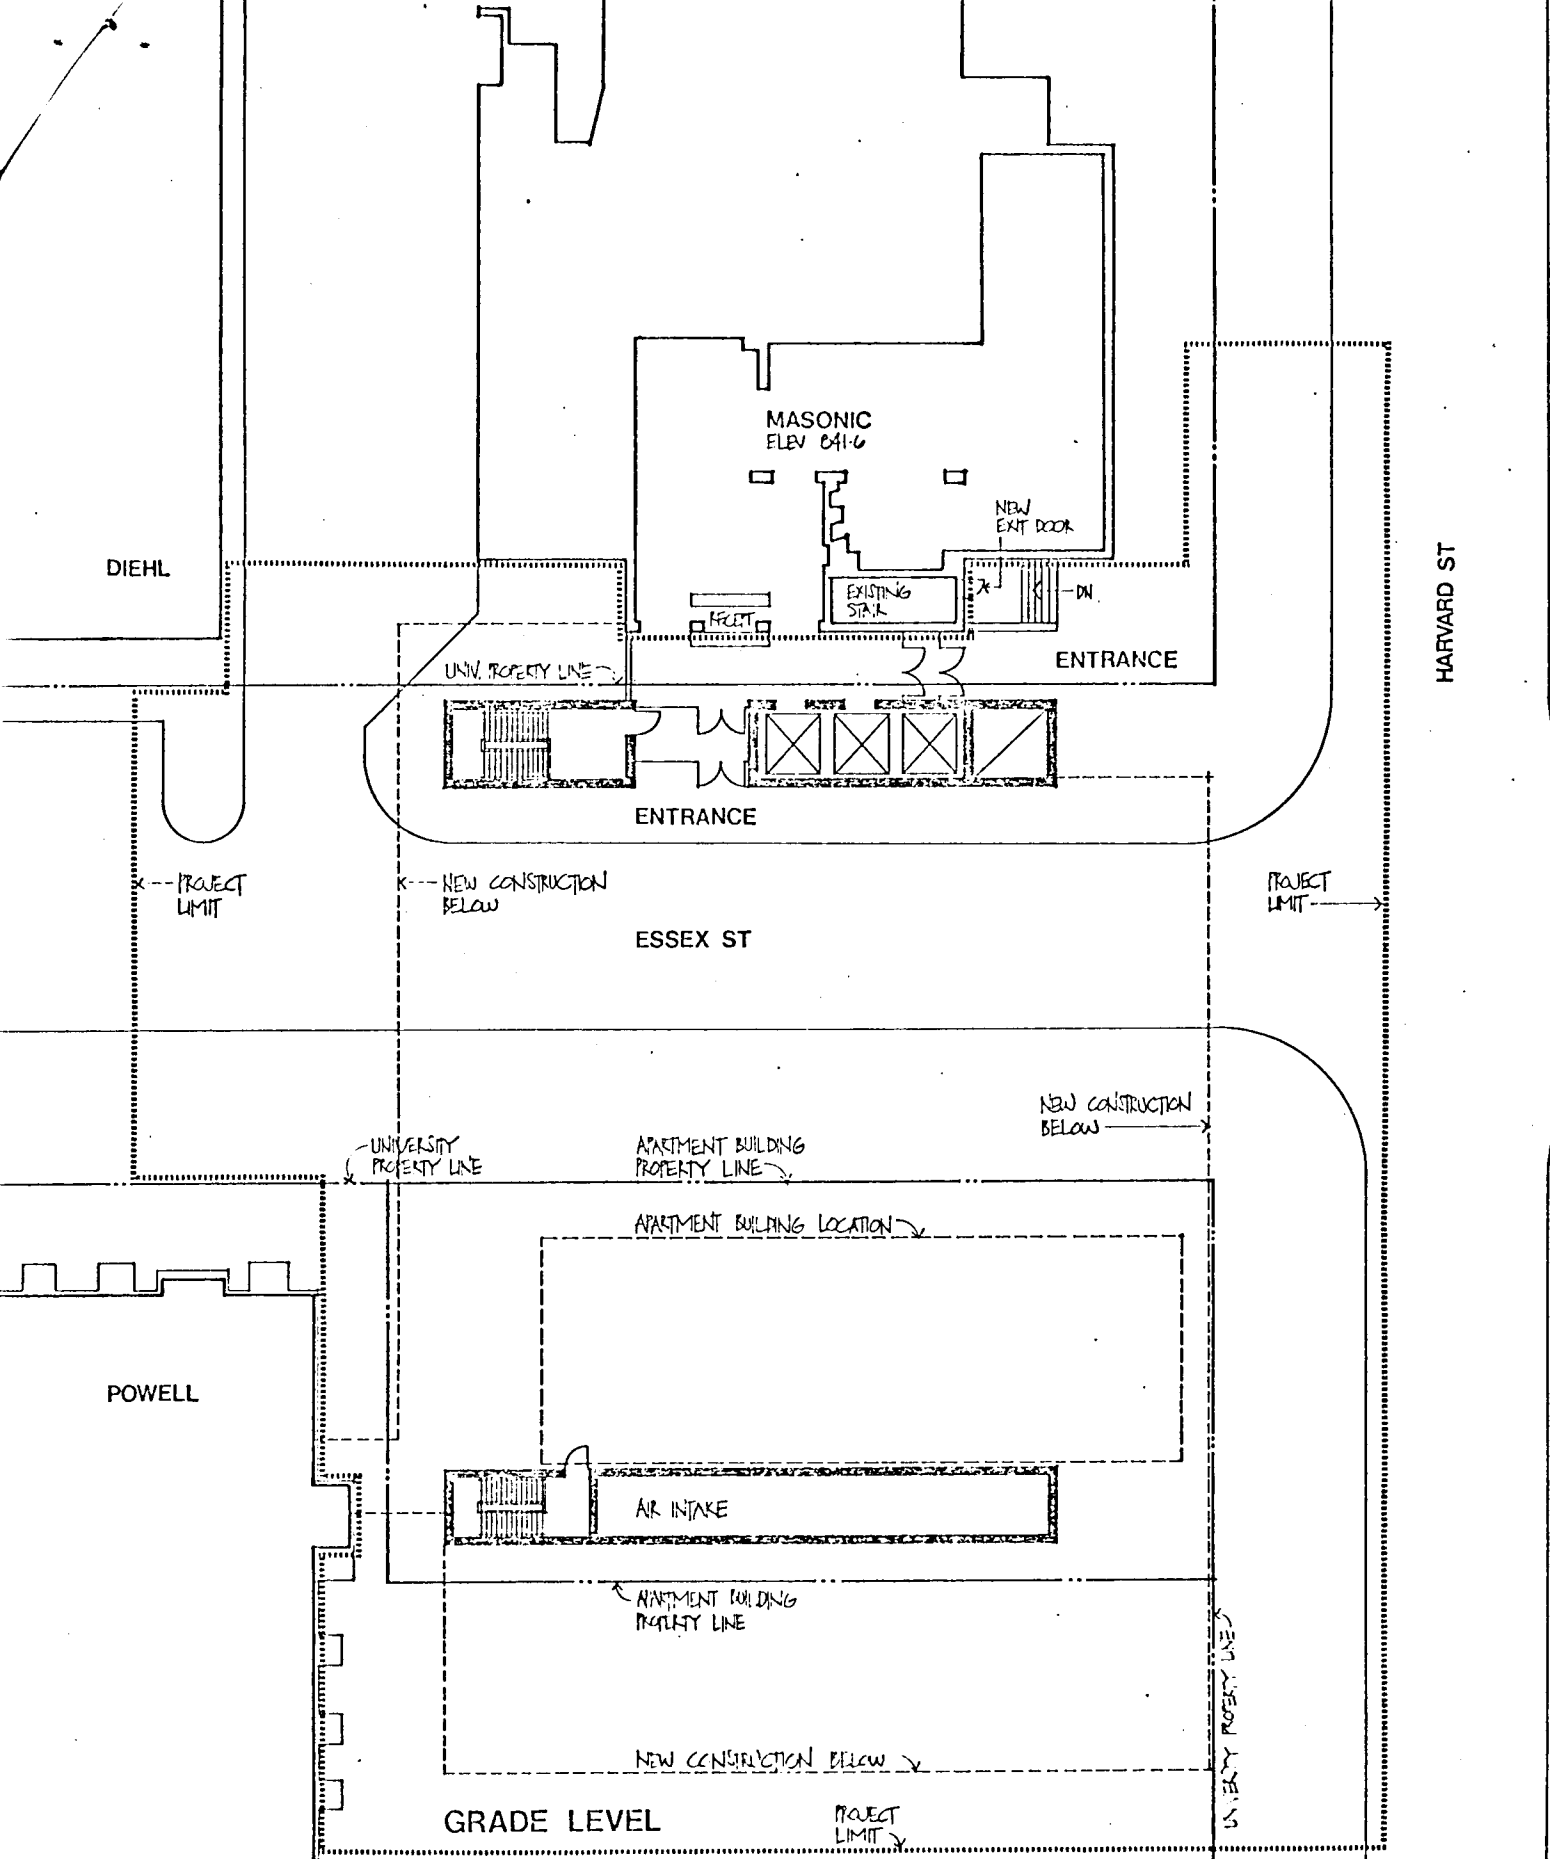 MASONIC
ELEV 841.6
NEW
EXIT DOOR
DIEHL
EXISTING
STAIR
DN
HARVARD ST
RECEPT
UNIV. PROPERTY LINE
ENTRANCE
ENTRANCE
PROJECT
LIMIT
NEW CONSTRUCTION
BELOW
PROJECT
LIMIT
ESSEX ST
NEW CONSTRUCTION
BELOW
UNIVERSITY
PROPERTY LINE
APARTMENT BUILDING
PROPERTY LINE
APARTMENT BUILDING LOCATION
POWELL
AIR INTAKE
APARTMENT BUILDING
PROPERTY LINE
UNIVERSITY PROPERTY LINE
NEW CONSTRUCTION BELOW
GRADE LEVEL
PROJECT
LIMIT